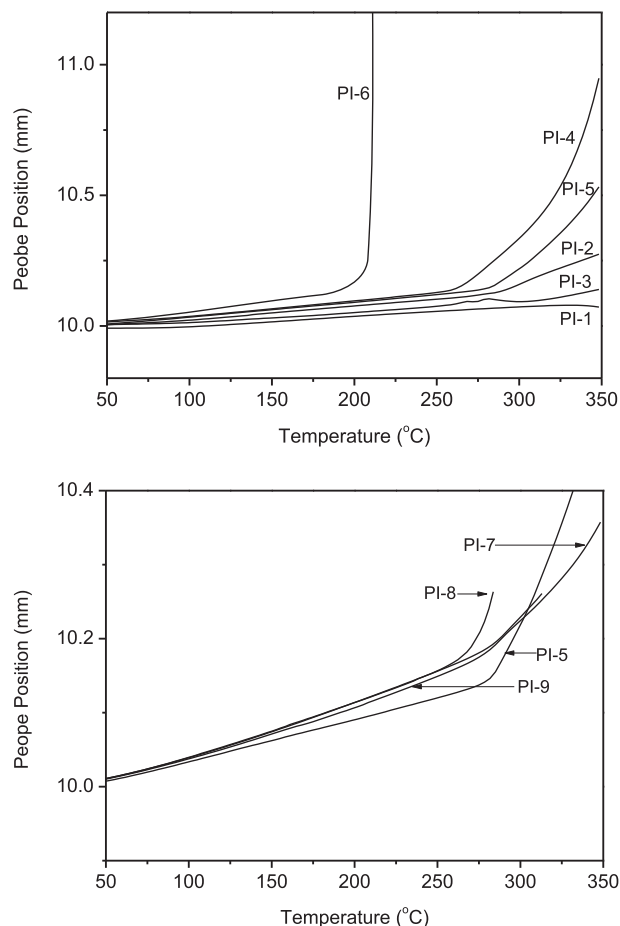 11.0
10.5
10.0
Peobe Position (mm)
PI-6
PI-4
PI-5
PI-2
PI-3
PI-1
50 100 150 200 250 300 350
Temperature (°C)
10.4
10.2
10.0
Peope Position (mm)
PI-7
PI-8
PI-5
PI-9
50 100 150 200 250 300 350
Temperature (°C)